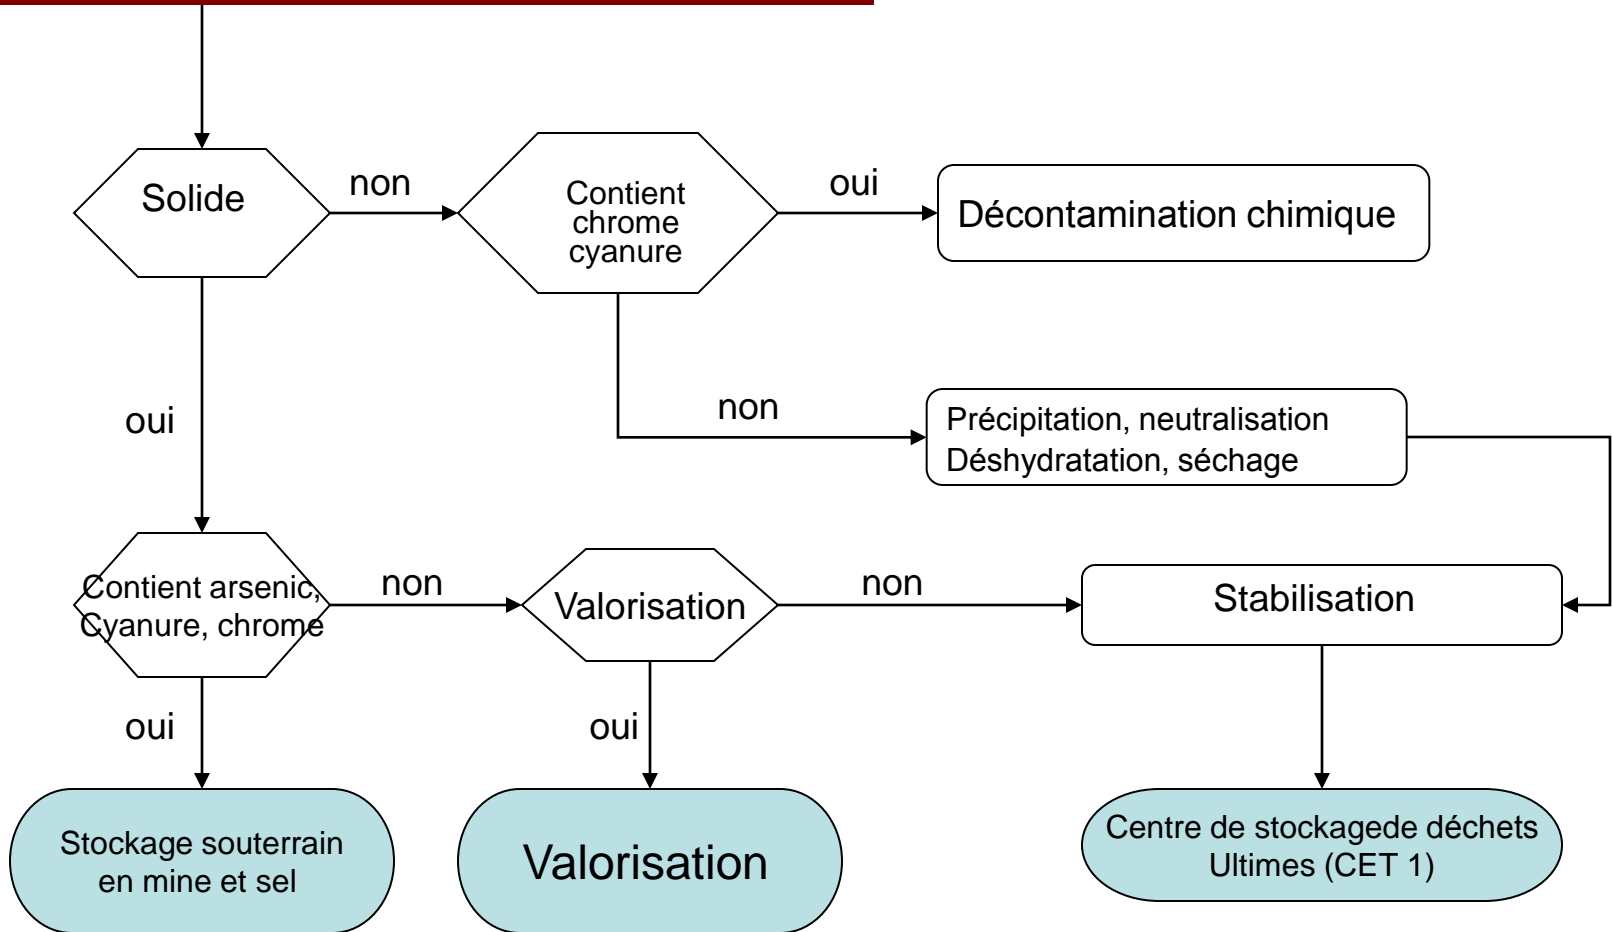 Solide
non
Contient
chrome
cyanure
oui
Décontamination chimique
oui
non
Précipitation, neutralisation
Déshydratation, séchage
Contient arsenic,
Cyanure, chrome
non
Valorisation
non
Stabilisation
oui
oui
Stockage souterrain
en mine et sel
Valorisation
Centre de stockagede déchets
Ultimes (CET 1)